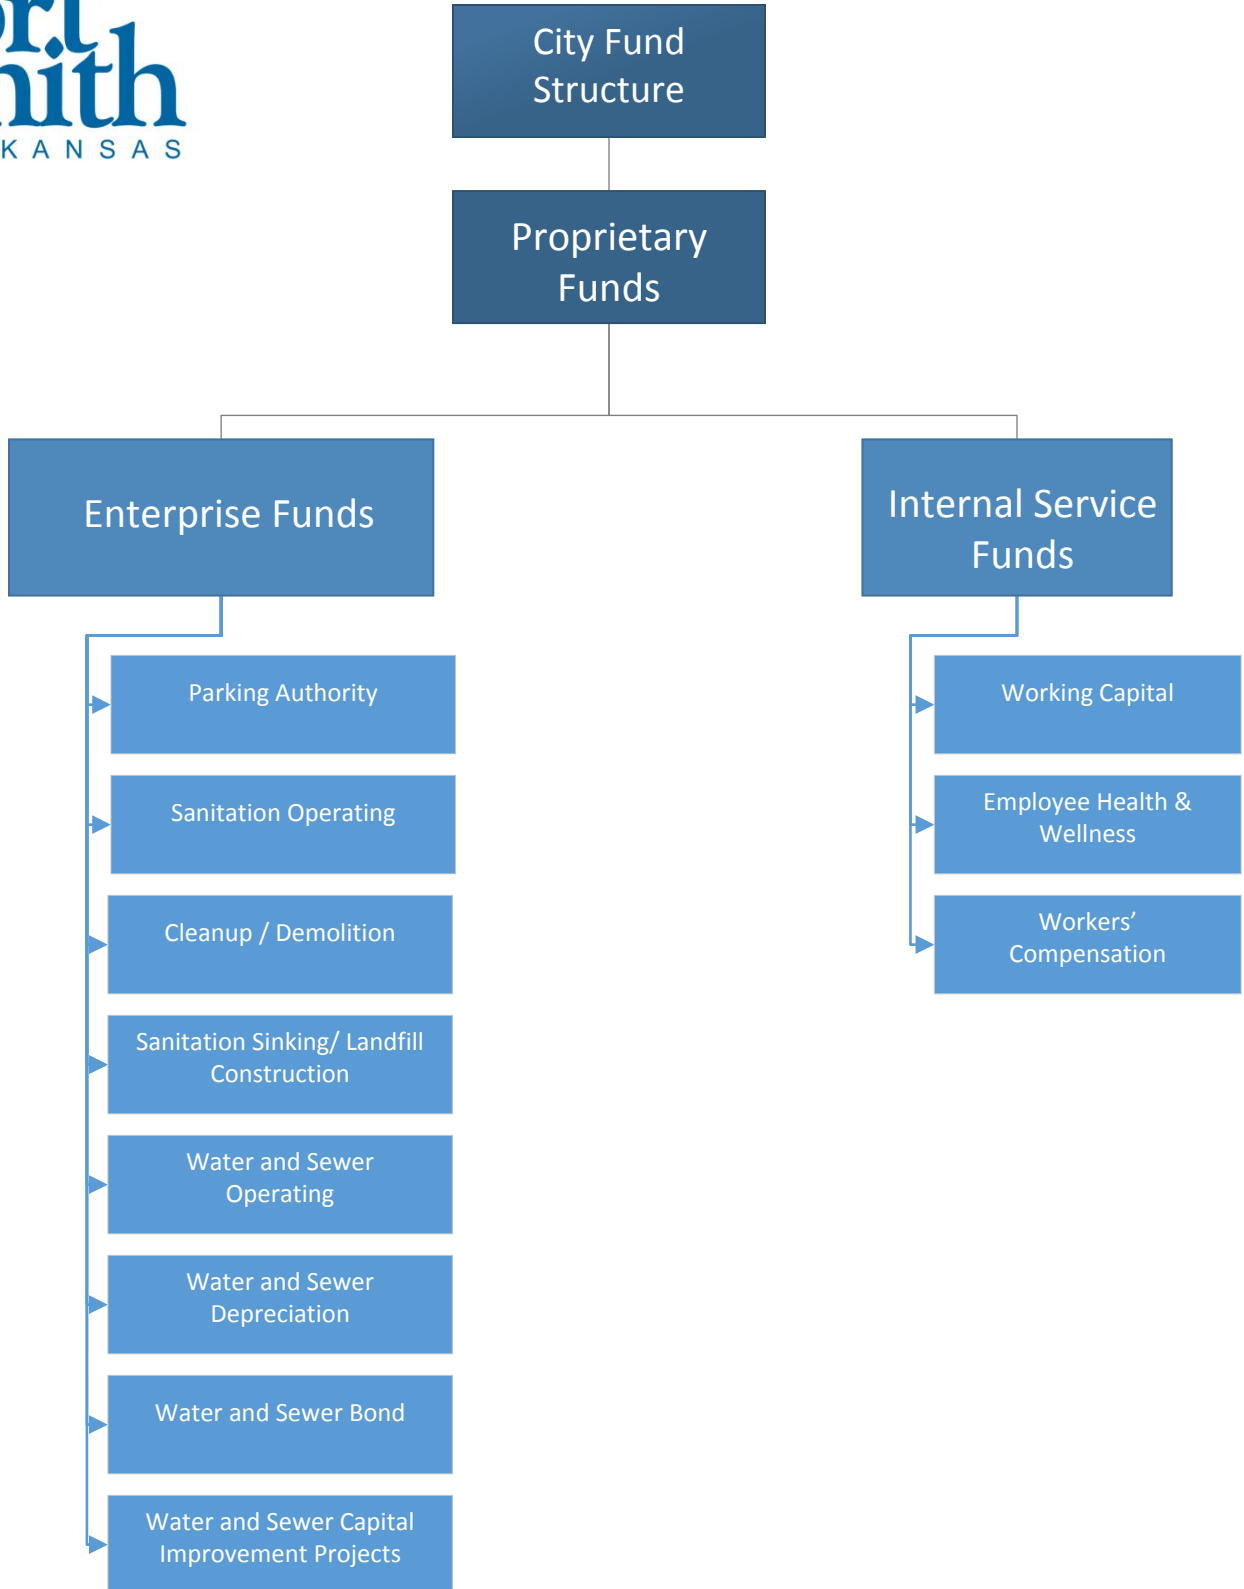 KANSAS
City Fund
Structure
Proprietary
Funds
Enterprise Funds
Internal Service
Funds
Parking Authority
Sanitation Operating
Cleanup / Demolition
Sanitation Sinking/ Landfill
Construction
Water and Sewer
Operating
Water and Sewer
Depreciation
Water and Sewer Bond
Water and Sewer Capital
Improvement Projects
Working Capital
Employee Health &
Wellness
Workers’
Compensation